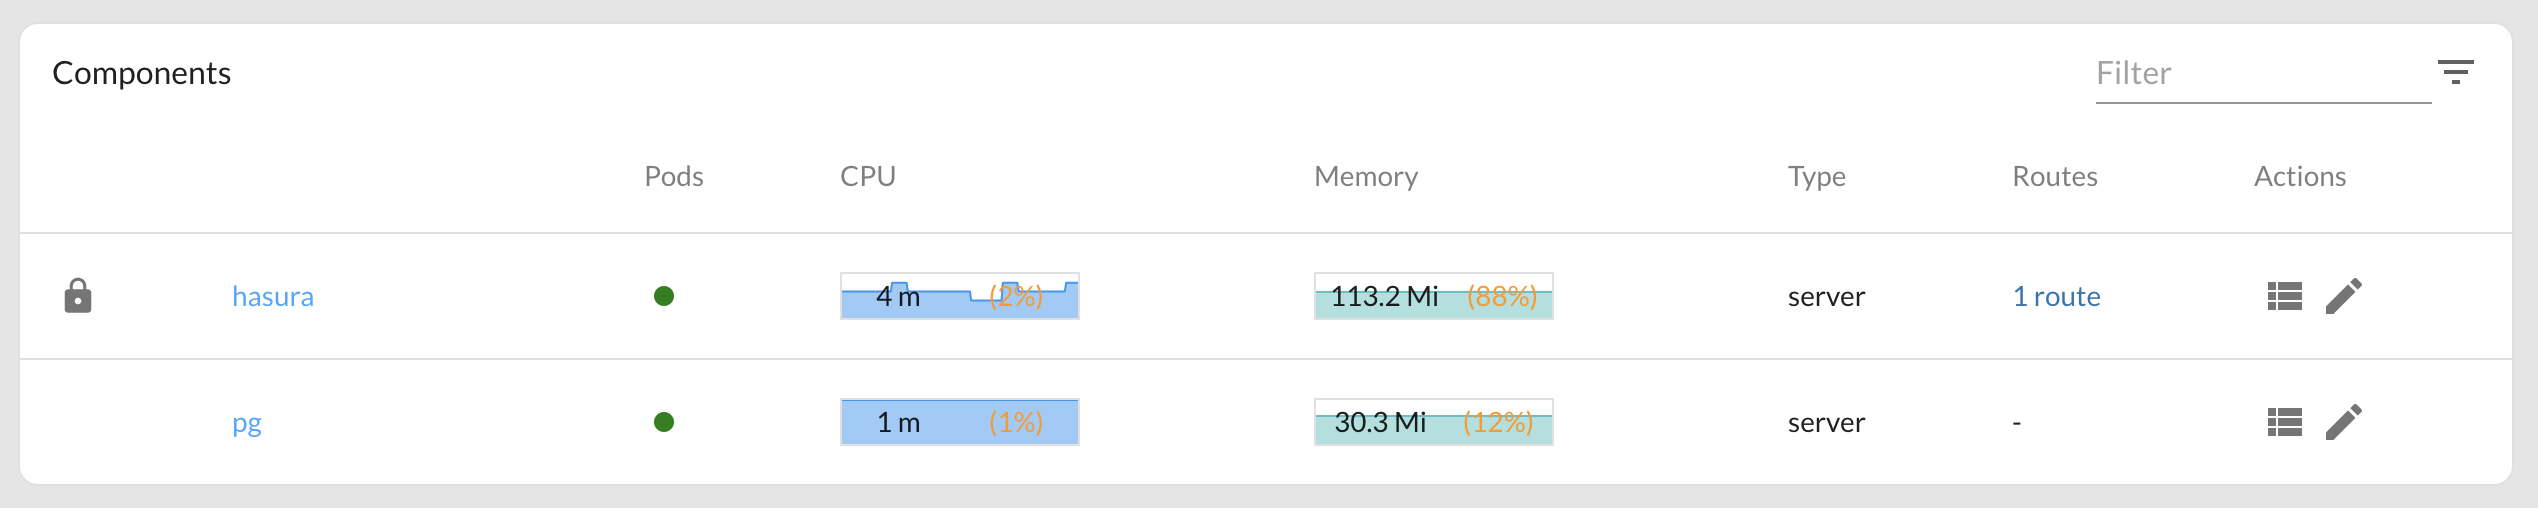 Components Filter
Pods CPU Memory Type Routes Actions
hasura 4 m (2%) 113.2 Mi (88%) server 1 route
pg 1 m (1%) 30.3 Mi (12%) server -